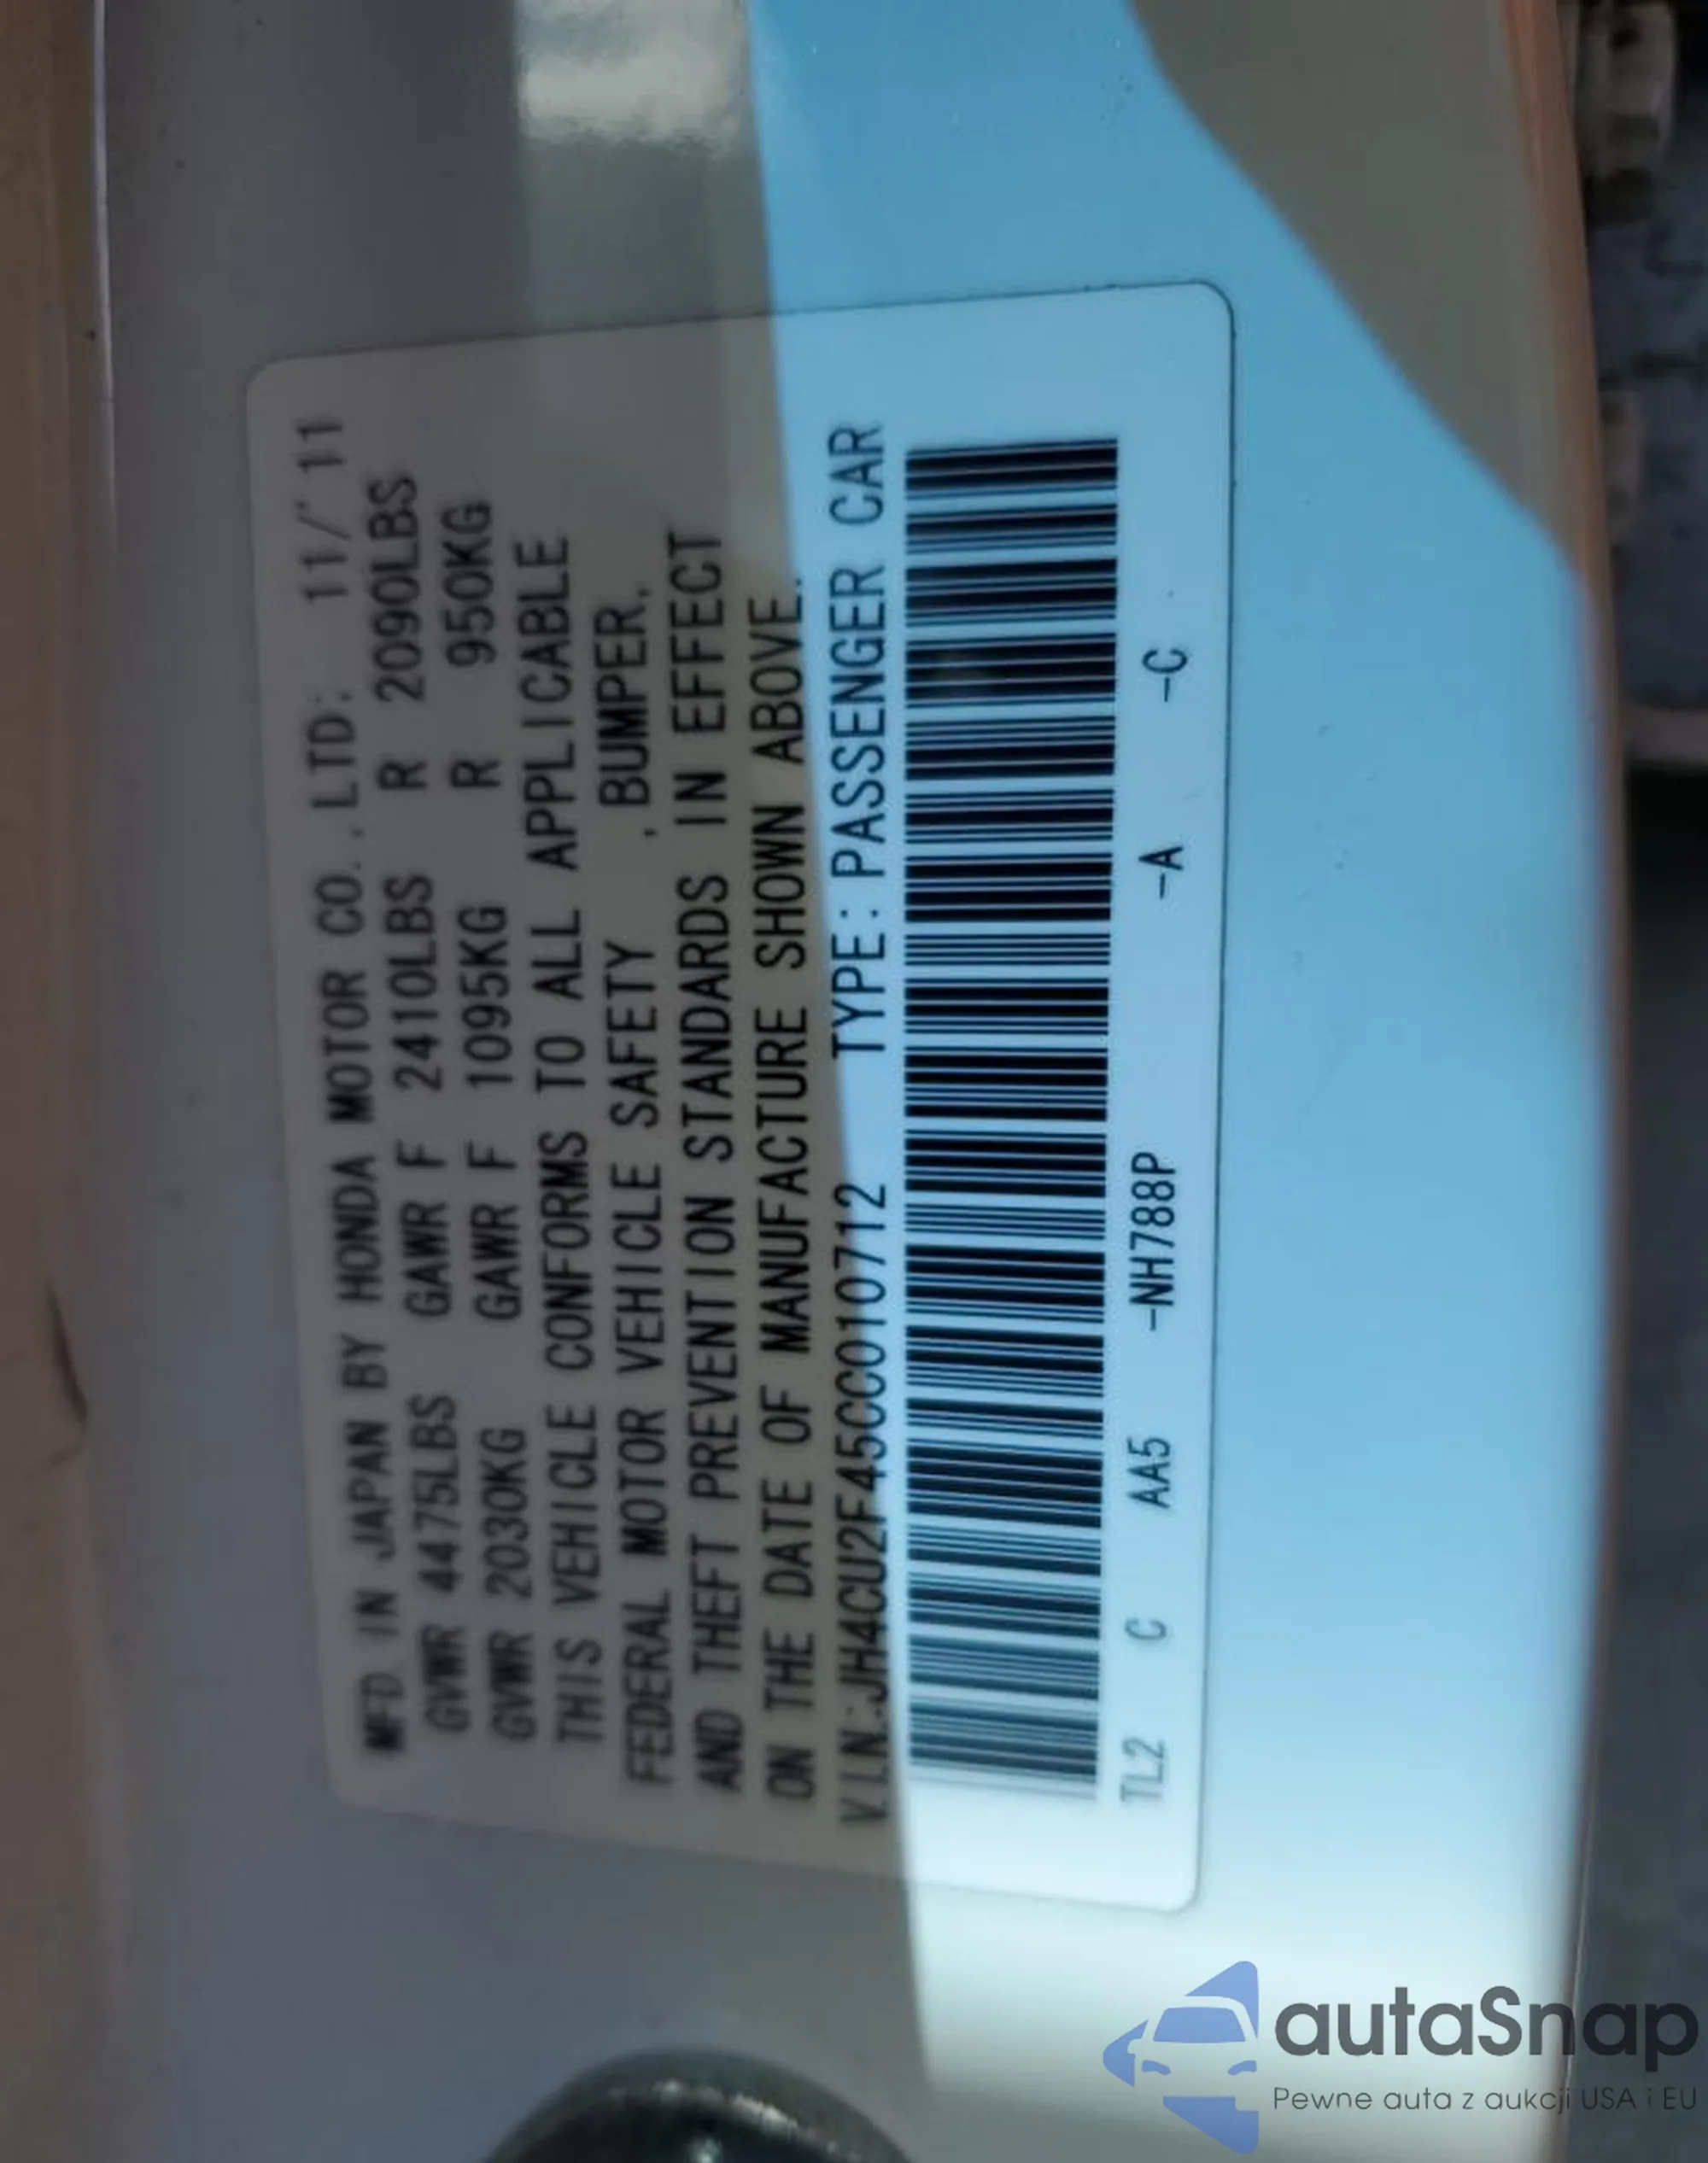 MFD IN JAPAN BY HONDA MOTOR CO.,LTD: 11/'11
GVWR 4475LBS GAWR F 2410LBS R 2090LBS
GVWR 2030KG GAWR F 1095KG R 950KG
THIS VEHICLE CONFORMS TO ALL APPLICABLE
FEDERAL MOTOR VEHICLE SAFETY , BUMPER,
AND THEFT PREVENTION STANDARDS IN EFFECT
ON THE DATE OF MANUFACTURE SHOWN ABOVE.
V.I.N.:JH4CU2F45CC010712 TYPE: PASSENGER CAR
TL2 C AA5 -NH788P -A -C
autaSnap
Pewne auta z aukcji USA i EU